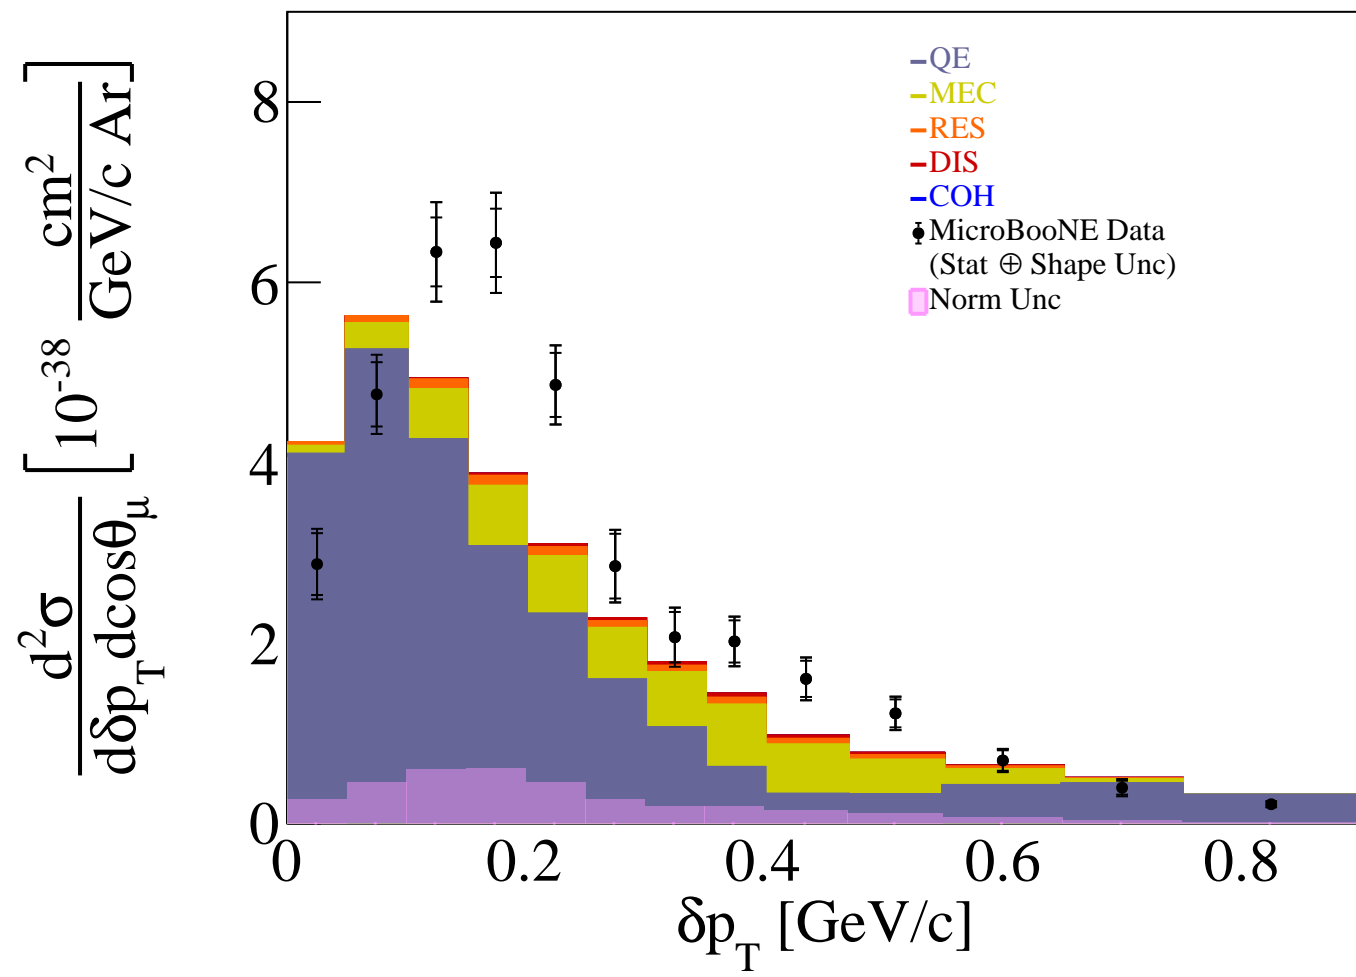 d²σ
dδp_T dcosθ_μ
[10⁻³⁸ cm²
GeV/c Ar]
8
6
4
2
0
QE
MEC
RES
DIS
COH
MicroBooNE Data
(Stat ⊕ Shape Unc)
Norm Unc
0 0.2 0.4 0.6 0.8
δp_T [GeV/c]